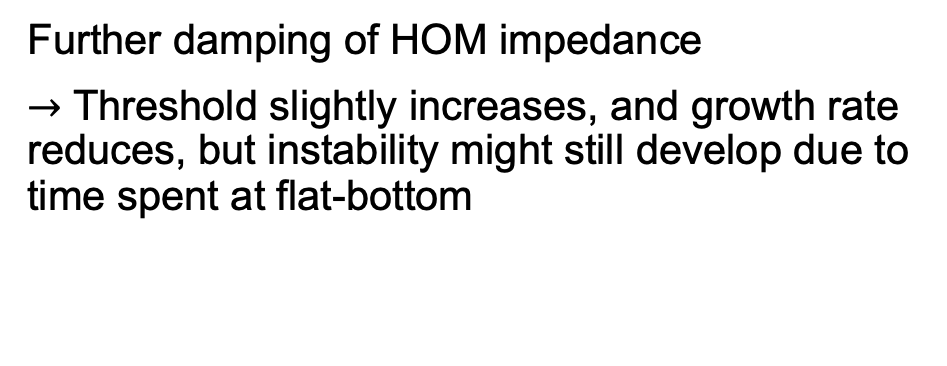 Further damping of HOM impedance
→ Threshold slightly increases, and growth rate
reduces, but instability might still develop due to
time spent at flat-bottom